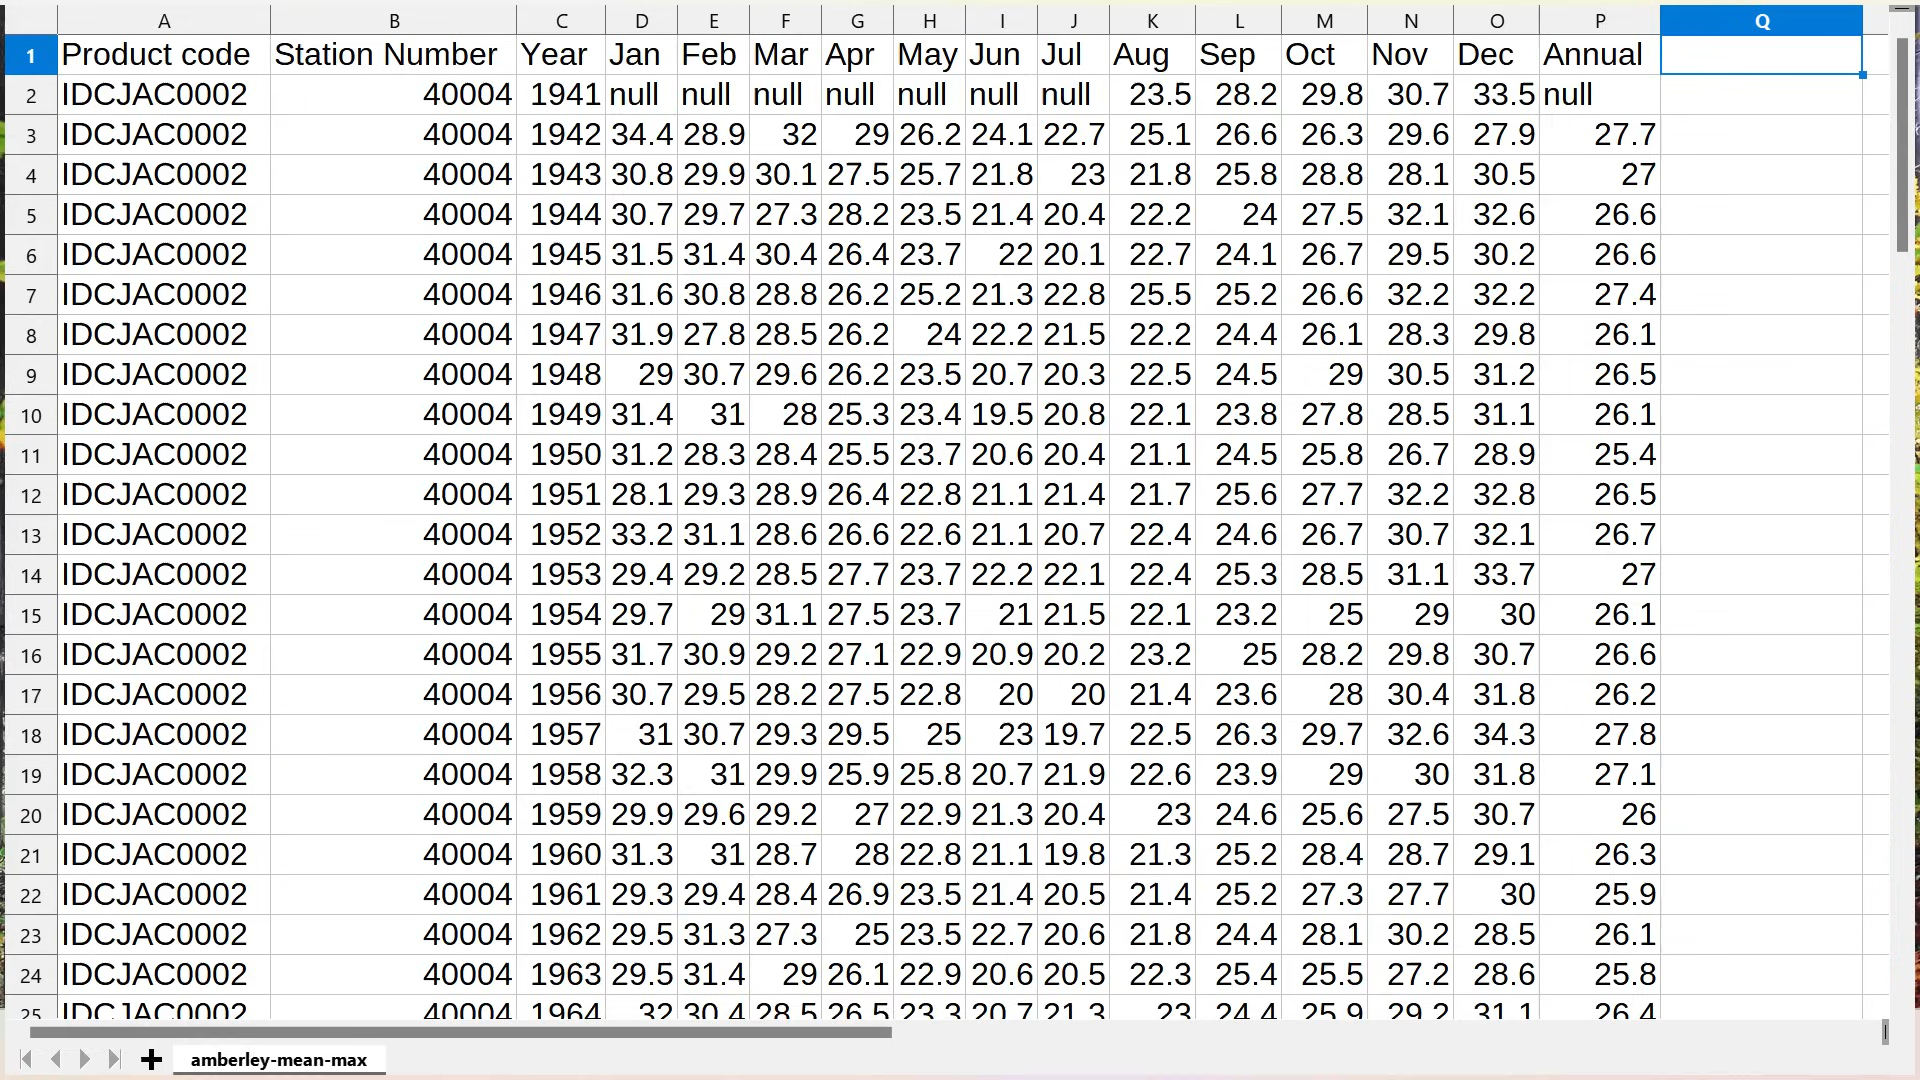 A B C D E F G H I J K L M N O P Q
1 Product code Station Number Year Jan Feb Mar Apr May Jun Jul Aug Sep Oct Nov Dec Annual
2 IDCJAC0002 40004 1941 null null null null null null null 23.5 28.2 29.8 30.7 33.5 null
3 IDCJAC0002 40004 1942 34.4 28.9 32 29 26.2 24.1 22.7 25.1 26.6 26.3 29.6 27.9 27.7
4 IDCJAC0002 40004 1943 30.8 29.9 30.1 27.5 25.7 21.8 23 21.8 25.8 28.8 28.1 30.5 27
5 IDCJAC0002 40004 1944 30.7 29.7 27.3 28.2 23.5 21.4 20.4 22.2 24 27.5 32.1 32.6 26.6
6 IDCJAC0002 40004 1945 31.5 31.4 30.4 26.4 23.7 22 20.1 22.7 24.1 26.7 29.5 30.2 26.6
7 IDCJAC0002 40004 1946 31.6 30.8 28.8 26.2 25.2 21.3 22.8 25.5 25.2 26.6 32.2 32.2 27.4
8 IDCJAC0002 40004 1947 31.9 27.8 28.5 26.2 24 22.2 21.5 22.2 24.4 26.1 28.3 29.8 26.1
9 IDCJAC0002 40004 1948 29 30.7 29.6 26.2 23.5 20.7 20.3 22.5 24.5 29 30.5 31.2 26.5
10 IDCJAC0002 40004 1949 31.4 31 28 25.3 23.4 19.5 20.8 22.1 23.8 27.8 28.5 31.1 26.1
11 IDCJAC0002 40004 1950 31.2 28.3 28.4 25.5 23.7 20.6 20.4 21.1 24.5 25.8 26.7 28.9 25.4
12 IDCJAC0002 40004 1951 28.1 29.3 28.9 26.4 22.8 21.1 21.4 21.7 25.6 27.7 32.2 32.8 26.5
13 IDCJAC0002 40004 1952 33.2 31.1 28.6 26.6 22.6 21.1 20.7 22.4 24.6 26.7 30.7 32.1 26.7
14 IDCJAC0002 40004 1953 29.4 29.2 28.5 27.7 23.7 22.2 22.1 22.4 25.3 28.5 31.1 33.7 27
15 IDCJAC0002 40004 1954 29.7 29 31.1 27.5 23.7 21 21.5 22.1 23.2 25 29 30 26.1
16 IDCJAC0002 40004 1955 31.7 30.9 29.2 27.1 22.9 20.9 20.2 23.2 25 28.2 29.8 30.7 26.6
17 IDCJAC0002 40004 1956 30.7 29.5 28.2 27.5 22.8 20 20 21.4 23.6 28 30.4 31.8 26.2
18 IDCJAC0002 40004 1957 31 30.7 29.3 29.5 25 23 19.7 22.5 26.3 29.7 32.6 34.3 27.8
19 IDCJAC0002 40004 1958 32.3 31 29.9 25.9 25.8 20.7 21.9 22.6 23.9 29 30 31.8 27.1
20 IDCJAC0002 40004 1959 29.9 29.6 29.2 27 22.9 21.3 20.4 23 24.6 25.6 27.5 30.7 26
21 IDCJAC0002 40004 1960 31.3 31 28.7 28 22.8 21.1 19.8 21.3 25.2 28.4 28.7 29.1 26.3
22 IDCJAC0002 40004 1961 29.3 29.4 28.4 26.9 23.5 21.4 20.5 21.4 25.2 27.3 27.7 30 25.9
23 IDCJAC0002 40004 1962 29.5 31.3 27.3 25 23.5 22.7 20.6 21.8 24.4 28.1 30.2 28.5 26.1
24 IDCJAC0002 40004 1963 29.5 31.4 29 26.1 22.9 20.6 20.5 22.3 25.4 25.5 27.2 28.6 25.8
25 IDCJAC0002 40004 1964 32 30.4 28.5 26.5 23.3 20.7 21.3 23 24.4 25.9 29.2 31.1 26.4
amberley-mean-max